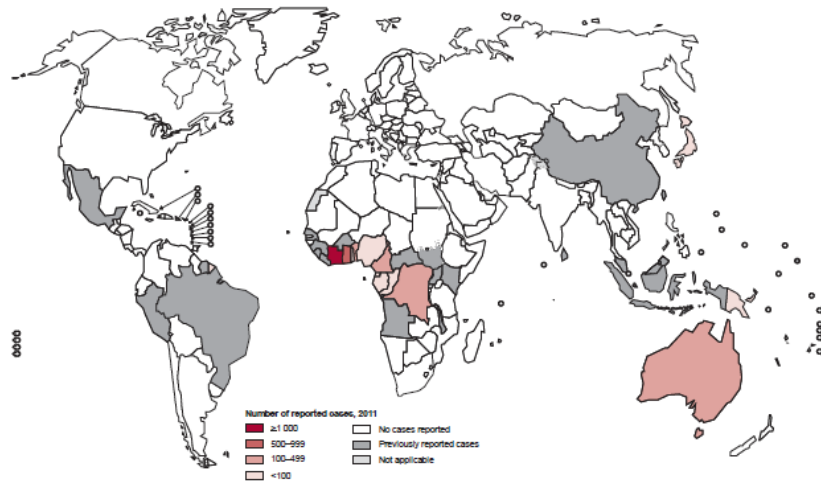 Number of reported cases, 2011
≥1 000
500–999
100–499
<100
No cases reported
Previously reported cases
Not applicable